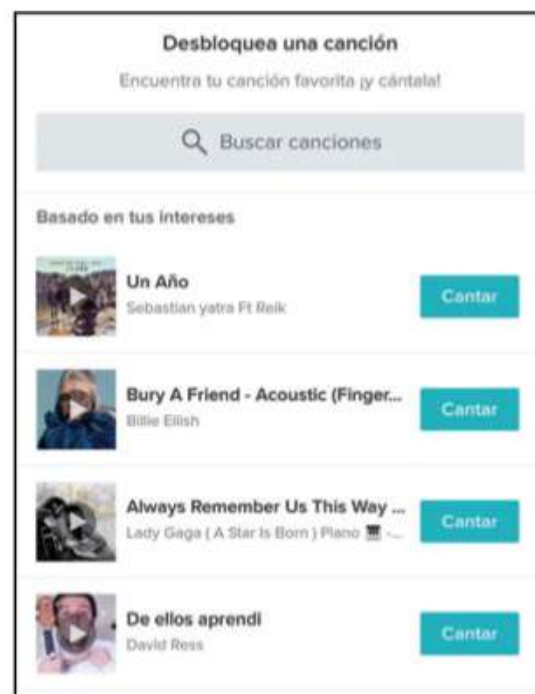 Desbloquea una canción
Encuentra tu canción favorita ¡y cántala!
Buscar canciones
Basado en tus intereses
Un Año
Sebastian yatra Ft Reik
Cantar
Bury A Friend - Acoustic (Finger...
Billie Eilish
Cantar
Always Remember Us This Way ...
Lady Gaga ( A Star Is Born ) Piano 🎹 -...
Cantar
De ellos aprendi
David Ress
Cantar